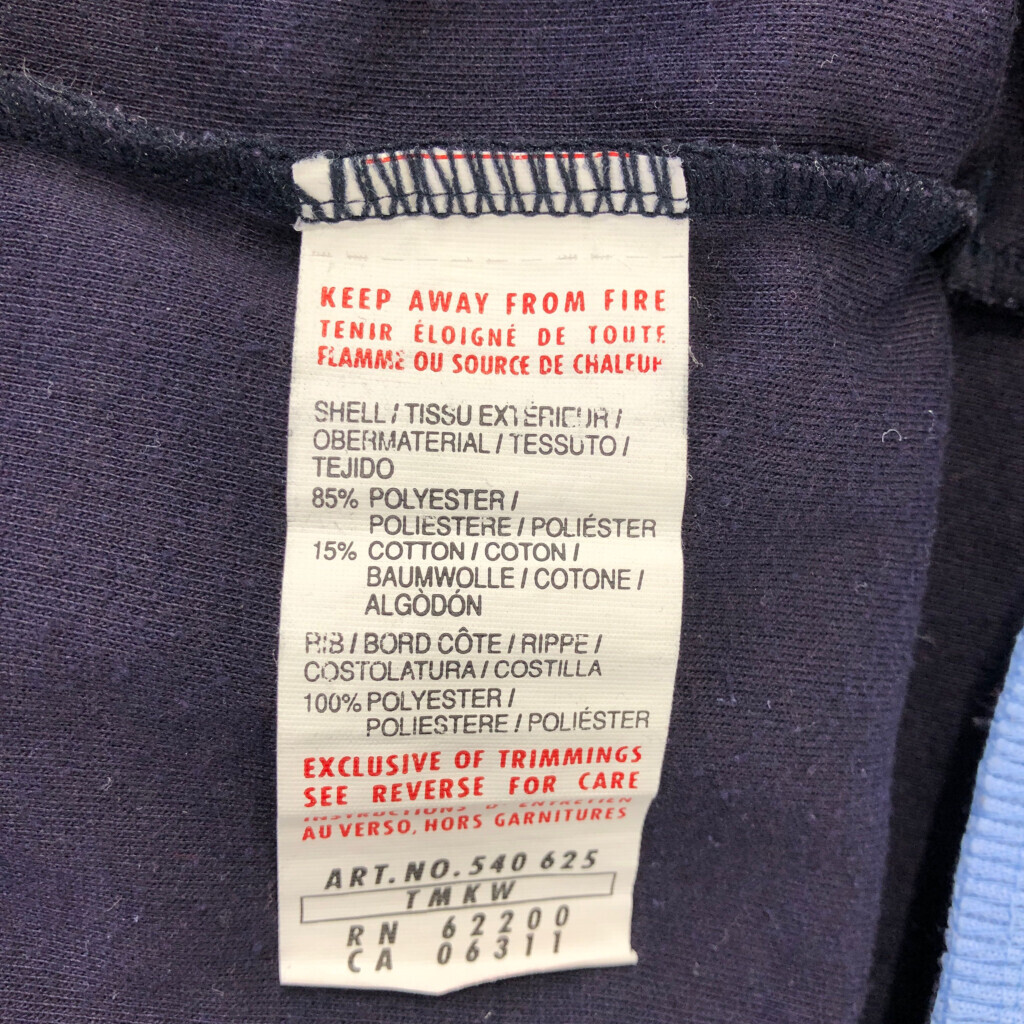 KEEP AWAY FROM FIRE
TENIR ÉLOIGNÉ DE TOUTE
FLAMME OU SOURCE DE CHALEUR
SHELL / TISSU EXTÉRIEUR /
OBERMATERIAL / TESSUTO /
TEJIDO
85% POLYESTER /
POLIESTERE / POLIÉSTER
15% COTTON / COTON /
BAUMWOLLE / COTONE /
ALGÒDÓN
RIB / BORD CÔTE / RIPPE /
COSTOLATURA / COSTILLA
100% POLYESTER /
POLIESTERE / POLIÉSTER
EXCLUSIVE OF TRIMMINGS
SEE REVERSE FOR CARE
INSTRUCTIONS D'ENTRETIEN
AU VERSO, HORS GARNITURES
ART. NO. 540 625
TMKW
RN 62200
CA 06311